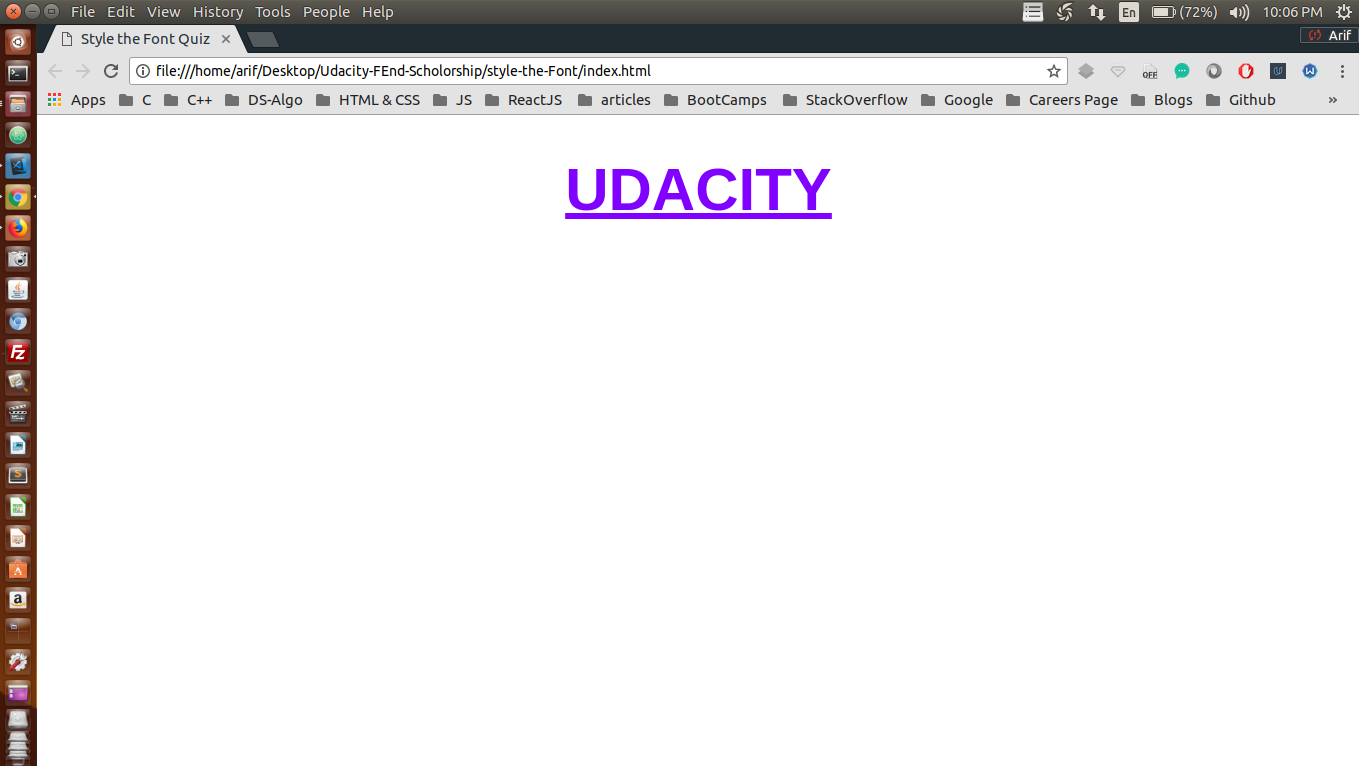 File Edit View History Tools People Help
En (72%) 10:06 PM
Style the Font Quiz
Arif
file:///home/arif/Desktop/Udacity-FEnd-Scholorship/style-the-Font/index.html
OFF
Apps C C++ DS-Algo HTML & CSS JS ReactJS articles BootCamps StackOverflow Google Careers Page Blogs Github »
UDACITY